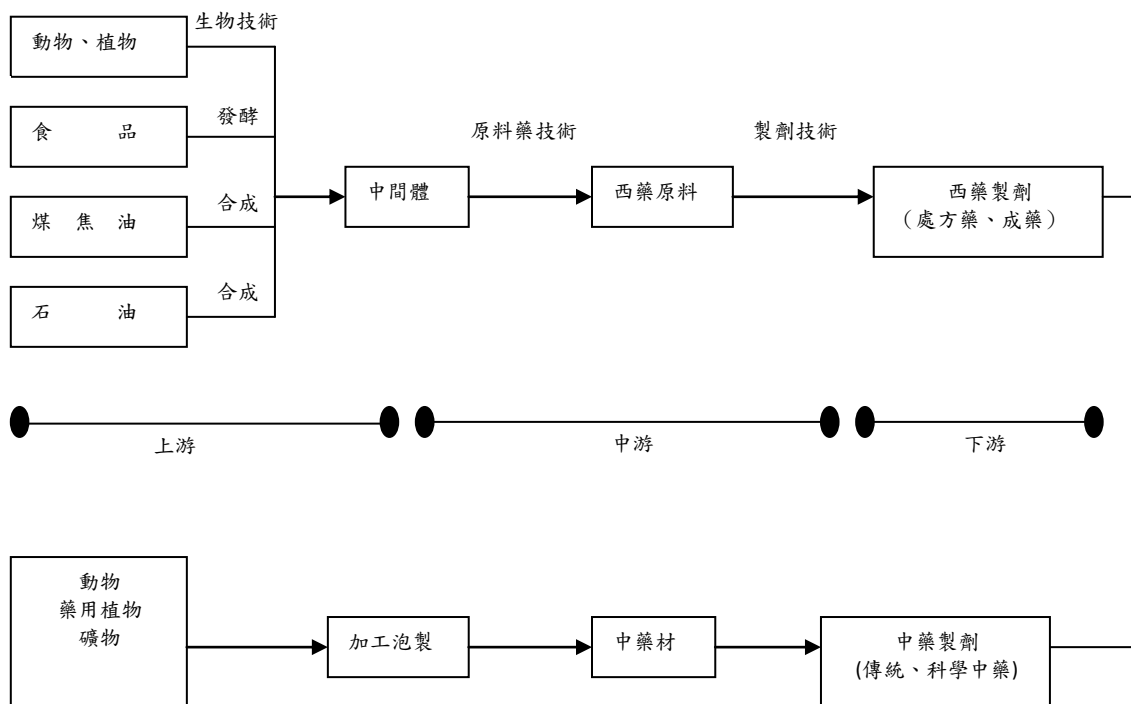 生物技術
動物、植物
發酵
食品
原料藥技術
製劑技術
合成
煤焦油
中間體
西藥原料
西藥製劑
（處方藥、成藥）
合成
石油
上游
中游
下游
動物
藥用植物
礦物
加工泡製
中藥材
中藥製劑
(傳統、科學中藥)